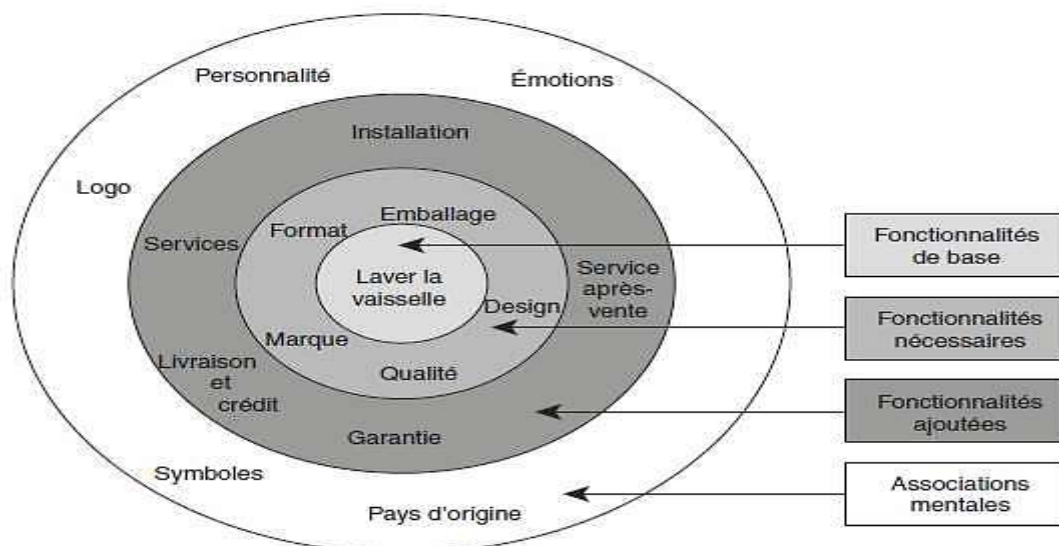 Personnalité
Émotions
Installation
Logo
Emballage
Format
Services
Laver la
vaisselle
Service
après-
vente
Design
Marque
Livraison
et
crédit
Qualité
Garantie
Symboles
Pays d'origine
Fonctionnalités
de base
Fonctionnalités
nécessaires
Fonctionnalités
ajoutées
Associations
mentales